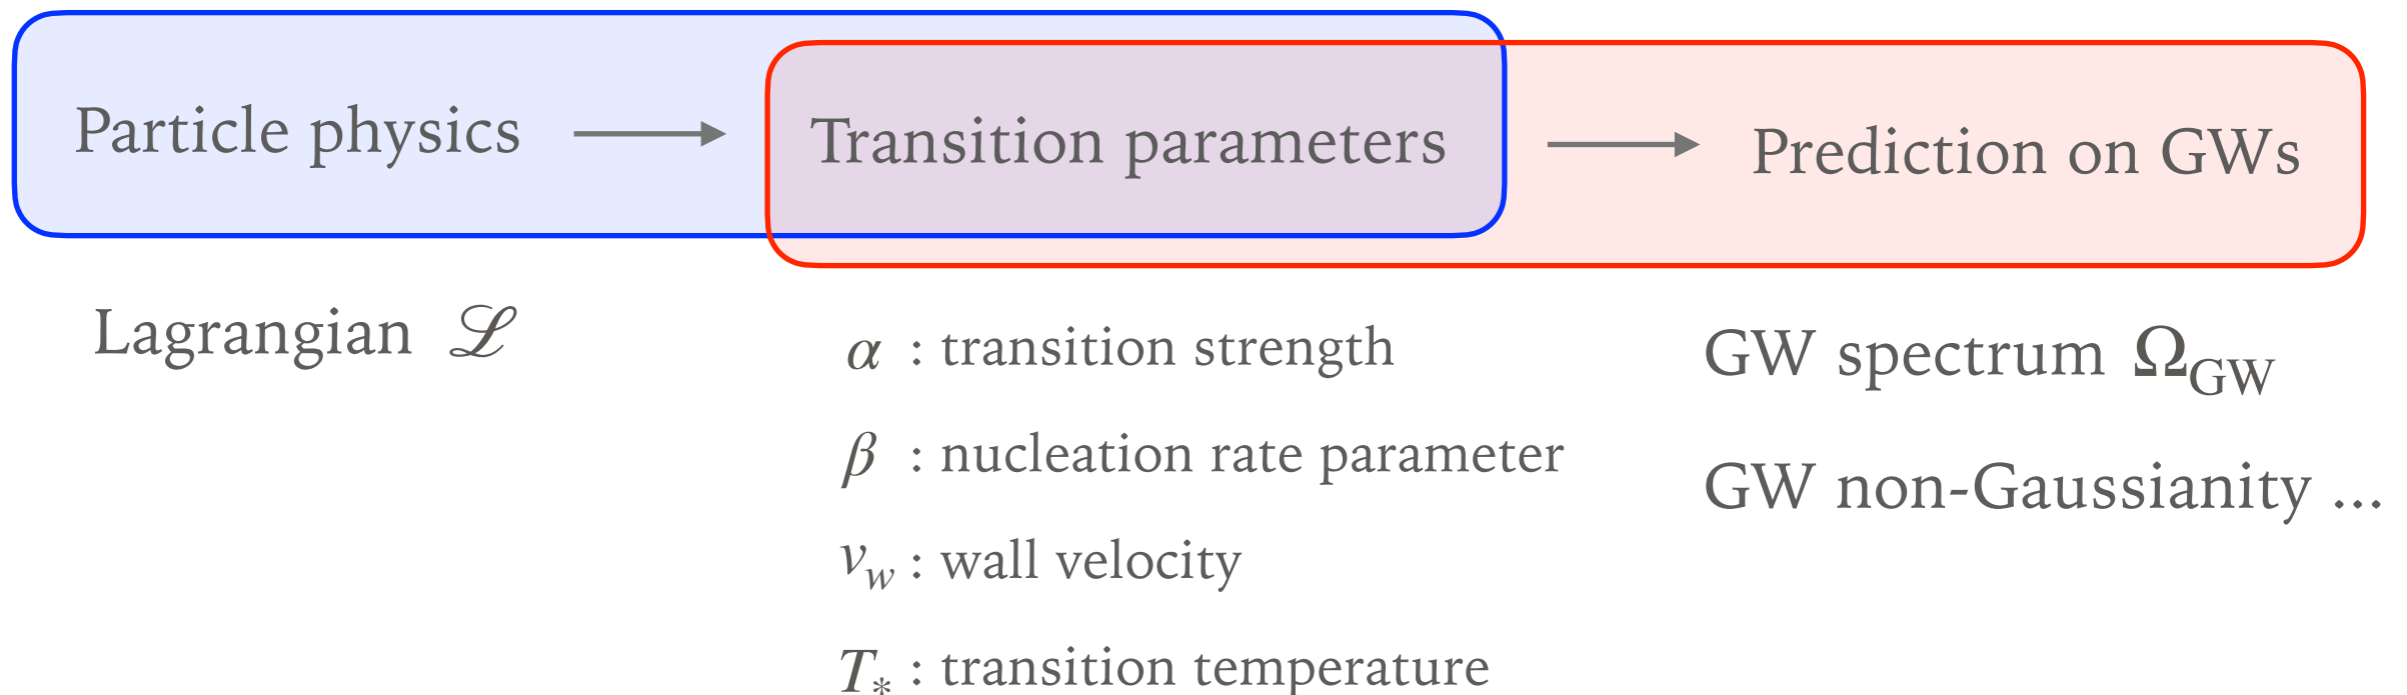 Particle physics
Transition parameters
Prediction on GWs
Lagrangian ℒ
α : transition strength
β : nucleation rate parameter
v_w : wall velocity
T_* : transition temperature
GW spectrum Ω_GW
GW non-Gaussianity ...